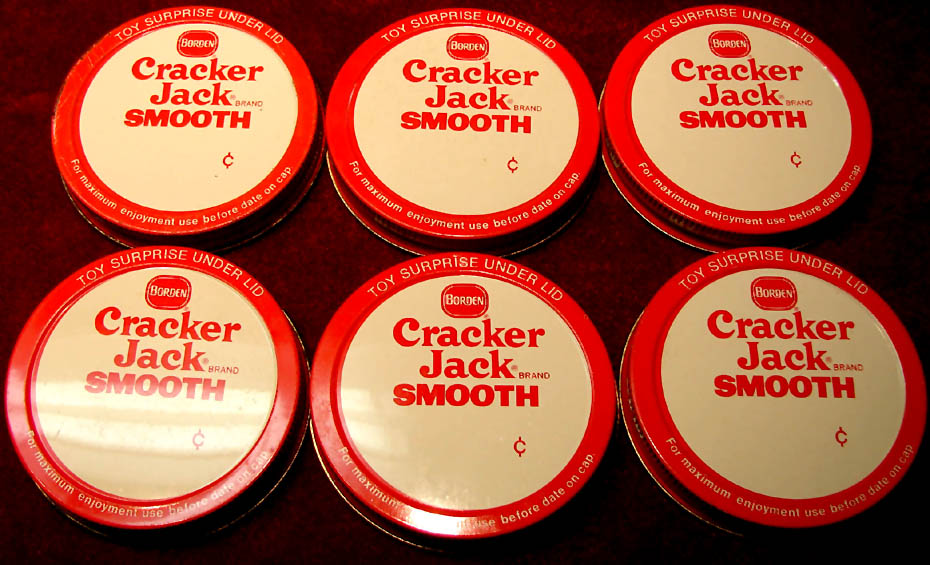 TOY SURPRISE UNDER LID
BORDEN
Cracker
Jack® BRAND
SMOOTH
¢
For maximum enjoyment use before date on cap
TOY SURPRISE UNDER LID
BORDEN
Cracker
Jack® BRAND
SMOOTH
¢
For maximum enjoyment use before date on cap.
TOY SURPRISE UNDER LID
BORDEN
Cracker
Jack® BRAND
SMOOTH
¢
For maximum enjoyment use before date on cap.
TOY SURPRISE UNDER LID
BORDEN
Cracker
Jack® BRAND
SMOOTH
¢
For maximum enjoyment use before date on cap
TOY SURPRISE UNDER LID
BORDEN
Cracker
Jack® BRAND
SMOOTH
¢
For maximum use before date on cap
TOY SURPRISE UNDER LID
BORDEN
Cracker
Jack® BRAND
SMOOTH
¢
For maximum enjoyment use before date on cap.